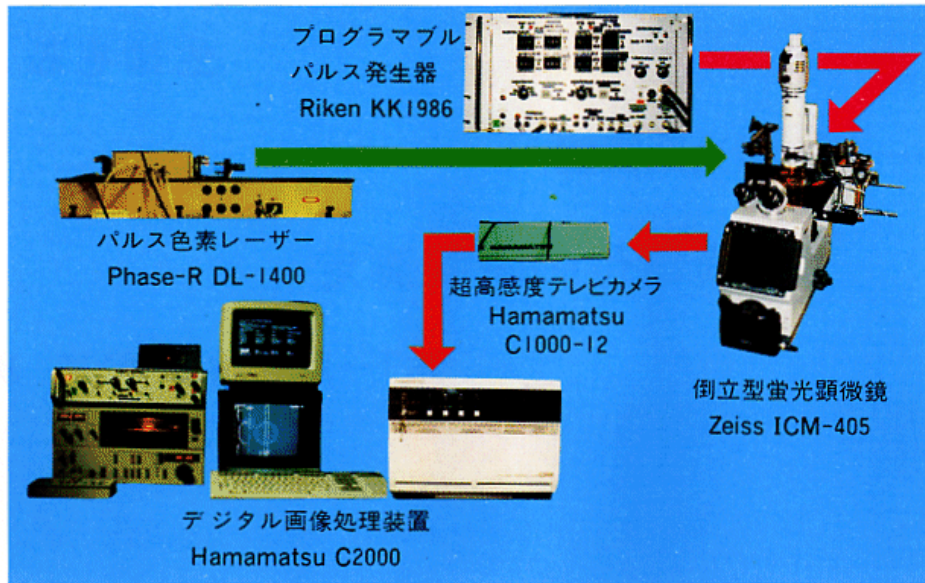 プログラマブル
パルス発生器
Riken KK1986
パルス色素レーザー
Phase-R DL-1400
HAMAMATSU
超高感度テレビカメラ
Hamamatsu
C1000-12
倒立型蛍光顕微鏡
Zeiss ICM-405
デジタル画像処理装置
Hamamatsu C2000